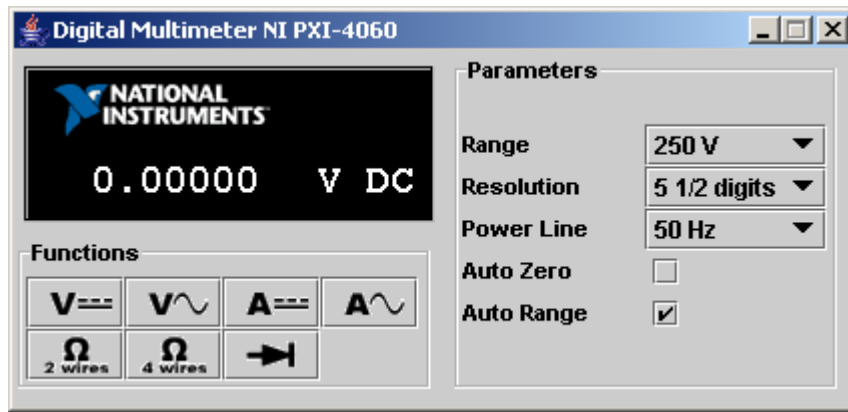 Digital Multimeter NI PXI-4060
NATIONAL
INSTRUMENTS
0.00000 V DC
Functions
V V A A
Ω Ω
2 wires 4 wires
Parameters
Range 250 V
Resolution 5 1/2 digits
Power Line 50 Hz
Auto Zero
Auto Range